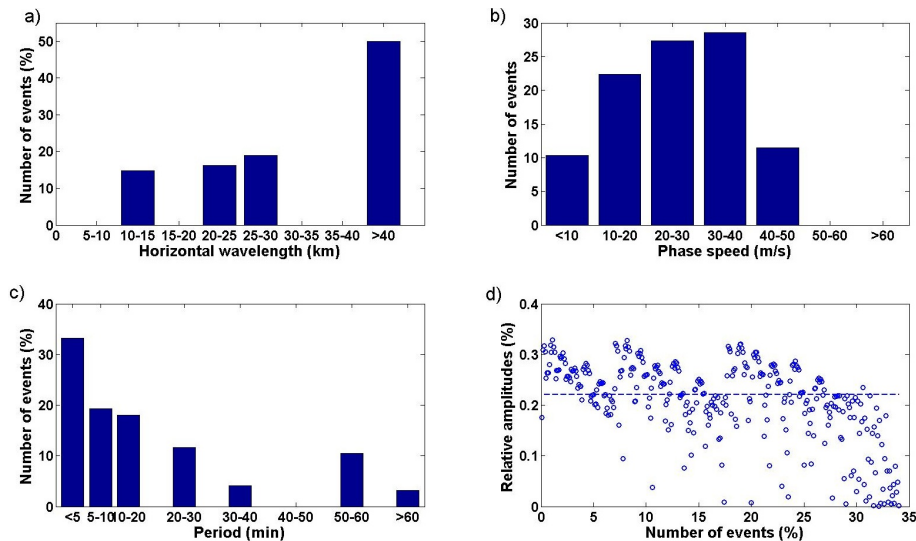 a)
Number of events (%)
50
40
30
20
10
0
0 5-10 10-15 15-20 20-25 25-30 30-35 35-40 >40
Horizontal wavelength (km)
b)
Number of events
30
25
20
15
10
5
0
<10 10-20 20-30 30-40 40-50 50-60 >60
Phase speed (m/s)
c)
Number of events (%)
40
30
20
10
0
<5 5-10 10-20 20-30 30-40 40-50 50-60 >60
Period (min)
d)
Relative amplitudes (%)
0.4
0.3
0.2
0.1
0
0 5 10 15 20 25 30 35
Number of events (%)